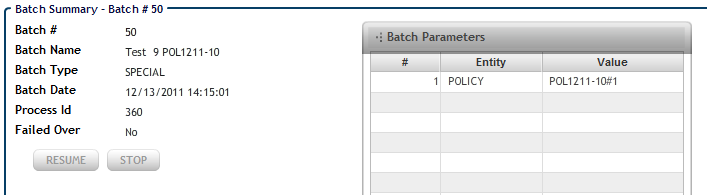 Batch Summary - Batch # 50
Batch # 50
Batch Name Test 9 POL1211-10
Batch Type SPECIAL
Batch Date 12/13/2011 14:15:01
Process Id 360
Failed Over No
RESUME STOP
Batch Parameters
# Entity Value
1 POLICY POL1211-10#1